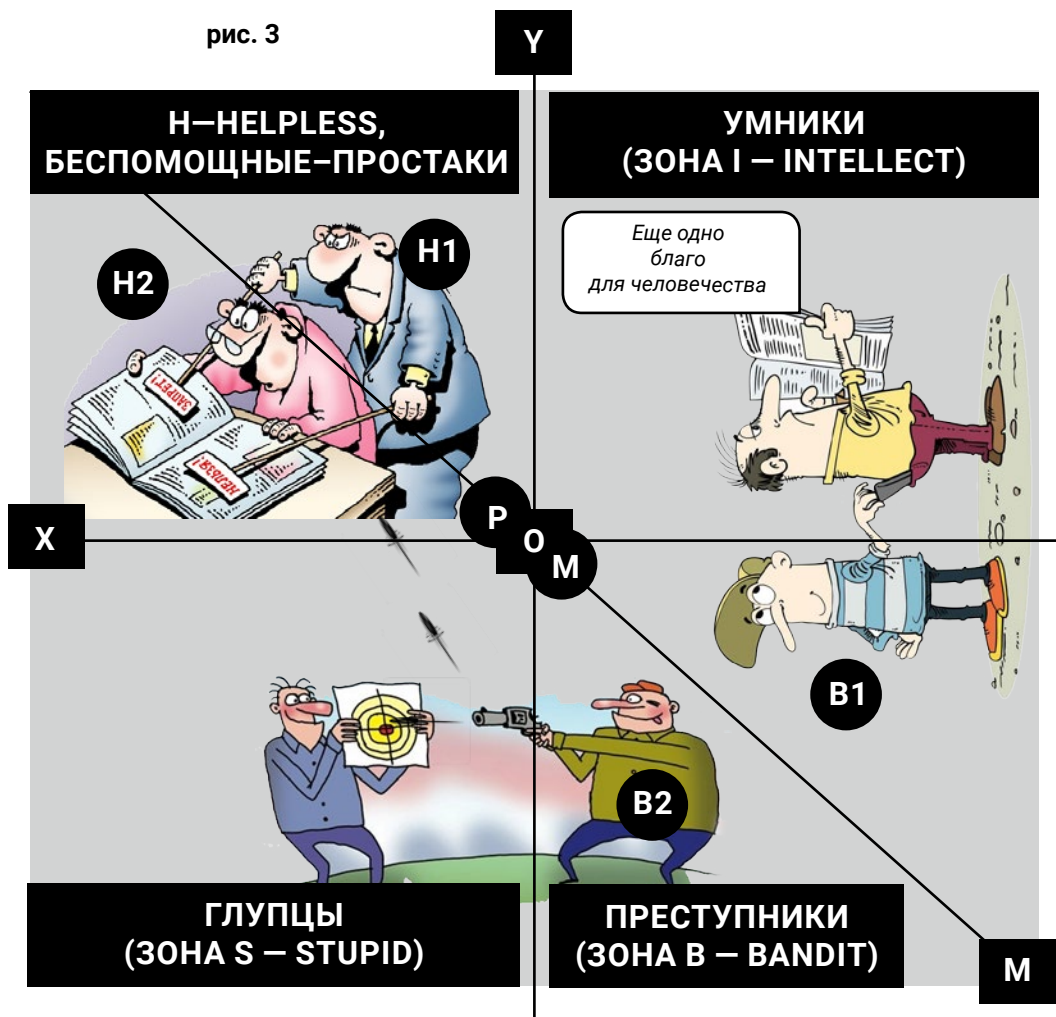 рис. 3
Y
H—HELPLESS,
БЕСПОМОЩНЫЕ–ПРОСТАКИ
УМНИКИ
(ЗОНА I — INTELLECT)
Еще одно
благо
для человечества
H1
H2
ЗАПРЕТ!
НЕЛЬЗЯ!
P
X
O
M
B1
B2
ГЛУПЦЫ
(ЗОНА S — STUPID)
ПРЕСТУПНИКИ
(ЗОНА B — BANDIT)
M